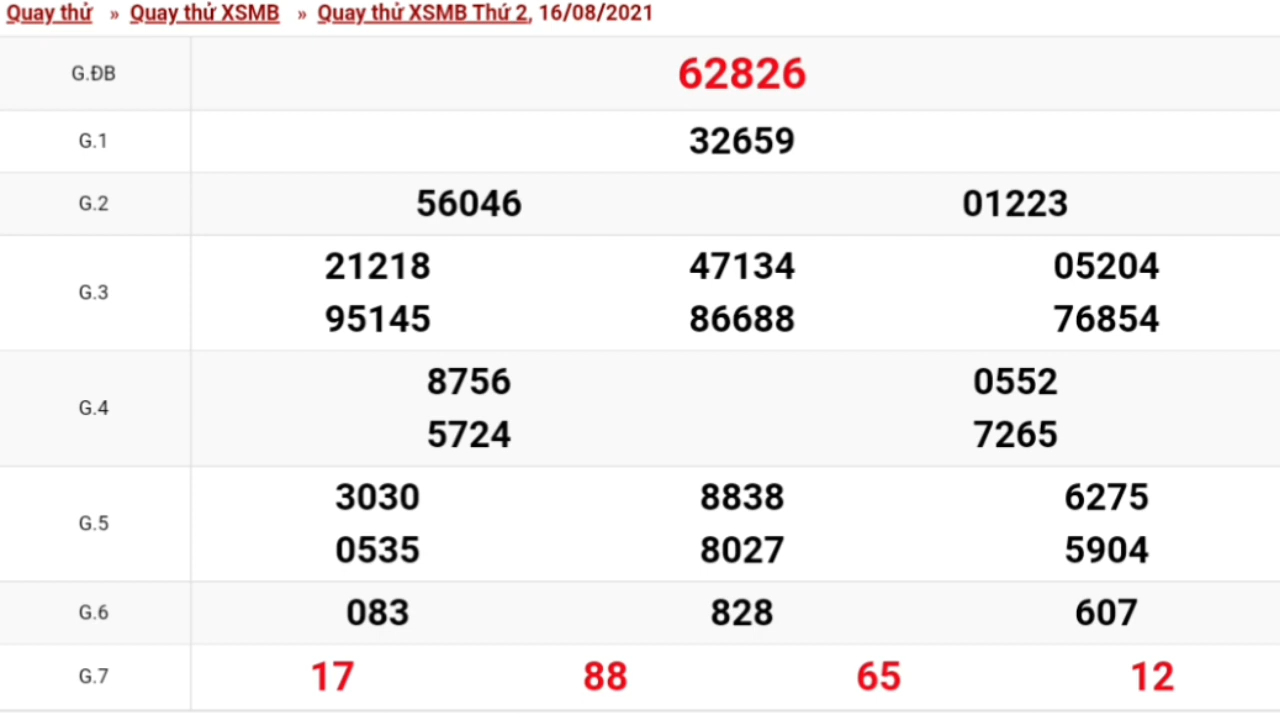 Quay thử » Quay thử XSMB » Quay thử XSMB Thứ 2, 16/08/2021
G.ĐB 62826
G.1 32659
G.2 56046 01223
G.3 21218 47134 05204
95145 86688 76854
G.4 8756 0552
5724 7265
G.5 3030 8838 6275
0535 8027 5904
G.6 083 828 607
G.7 17 88 65 12